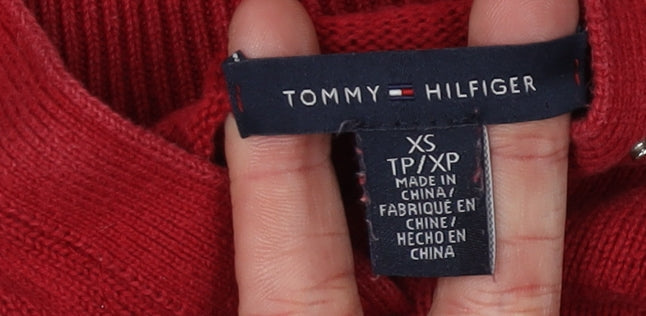 TOMMY HILFIGER
XS
TP/XP
MADE IN
CHINA/
FABRIQUÉ EN
CHINE/
HECHO EN
CHINA